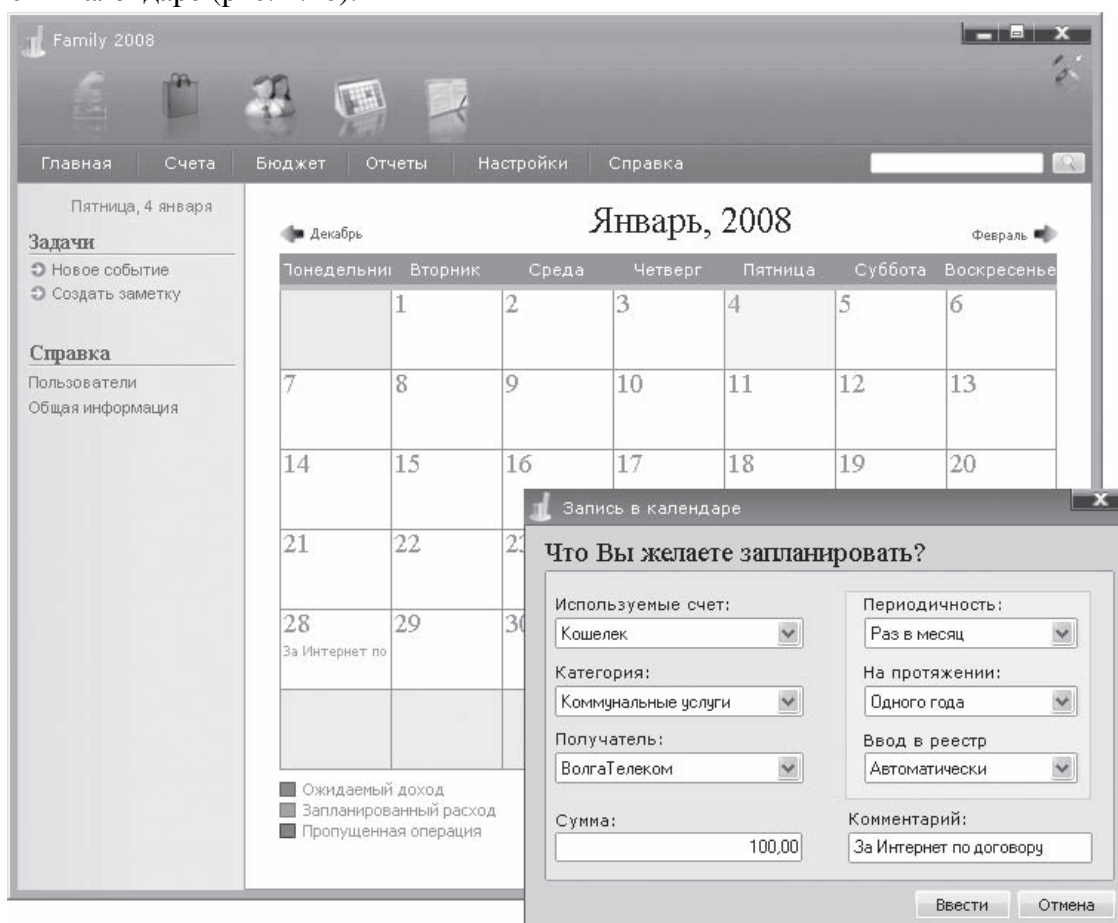 Family 2008
Главная Счета Бюджет Отчеты Настройки Справка
Пятница, 4 января
Задачи
Новое событие
Создать заметку
Справка
Пользователи
Общая информация
Январь, 2008
Декабрь
Февраль
Понедельни Вторник Среда Четверг Пятница Суббота Воскресенье
1 2 3 4 5 6
7 8 9 10 11 12 13
14 15 16 17 18 19 20
21 22
28 29 30
За Интернет по
Ожидаемый доход
Запланированный расход
Пропущенная операция
Запись в календаре
Что Вы желаете запланировать?
Используемые счет:
Кошелек
Категория:
Коммунальные услуги
Получатель:
ВолгаТелеком
Сумма:
100,00
Периодичность:
Раз в месяц
На протяжении:
Одного года
Ввод в реестр
Автоматически
Комментарий:
За Интернет по договору
Ввести Отмена